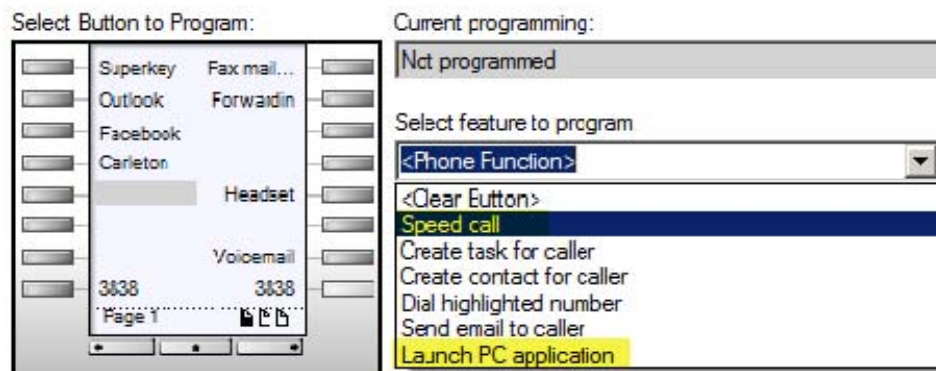 Select Button to Program:
Superkey Fax mail...
Outlook Forwardin
Facebook
Carleton
Headset
Voicemail
3838 3838
Page 1
Current programming:
Not programmed
Select feature to program
<Phone Function>
<Clear Button>
Speed call
Create task for caller
Create contact for caller
Dial highlighted number
Send email to caller
Launch PC application